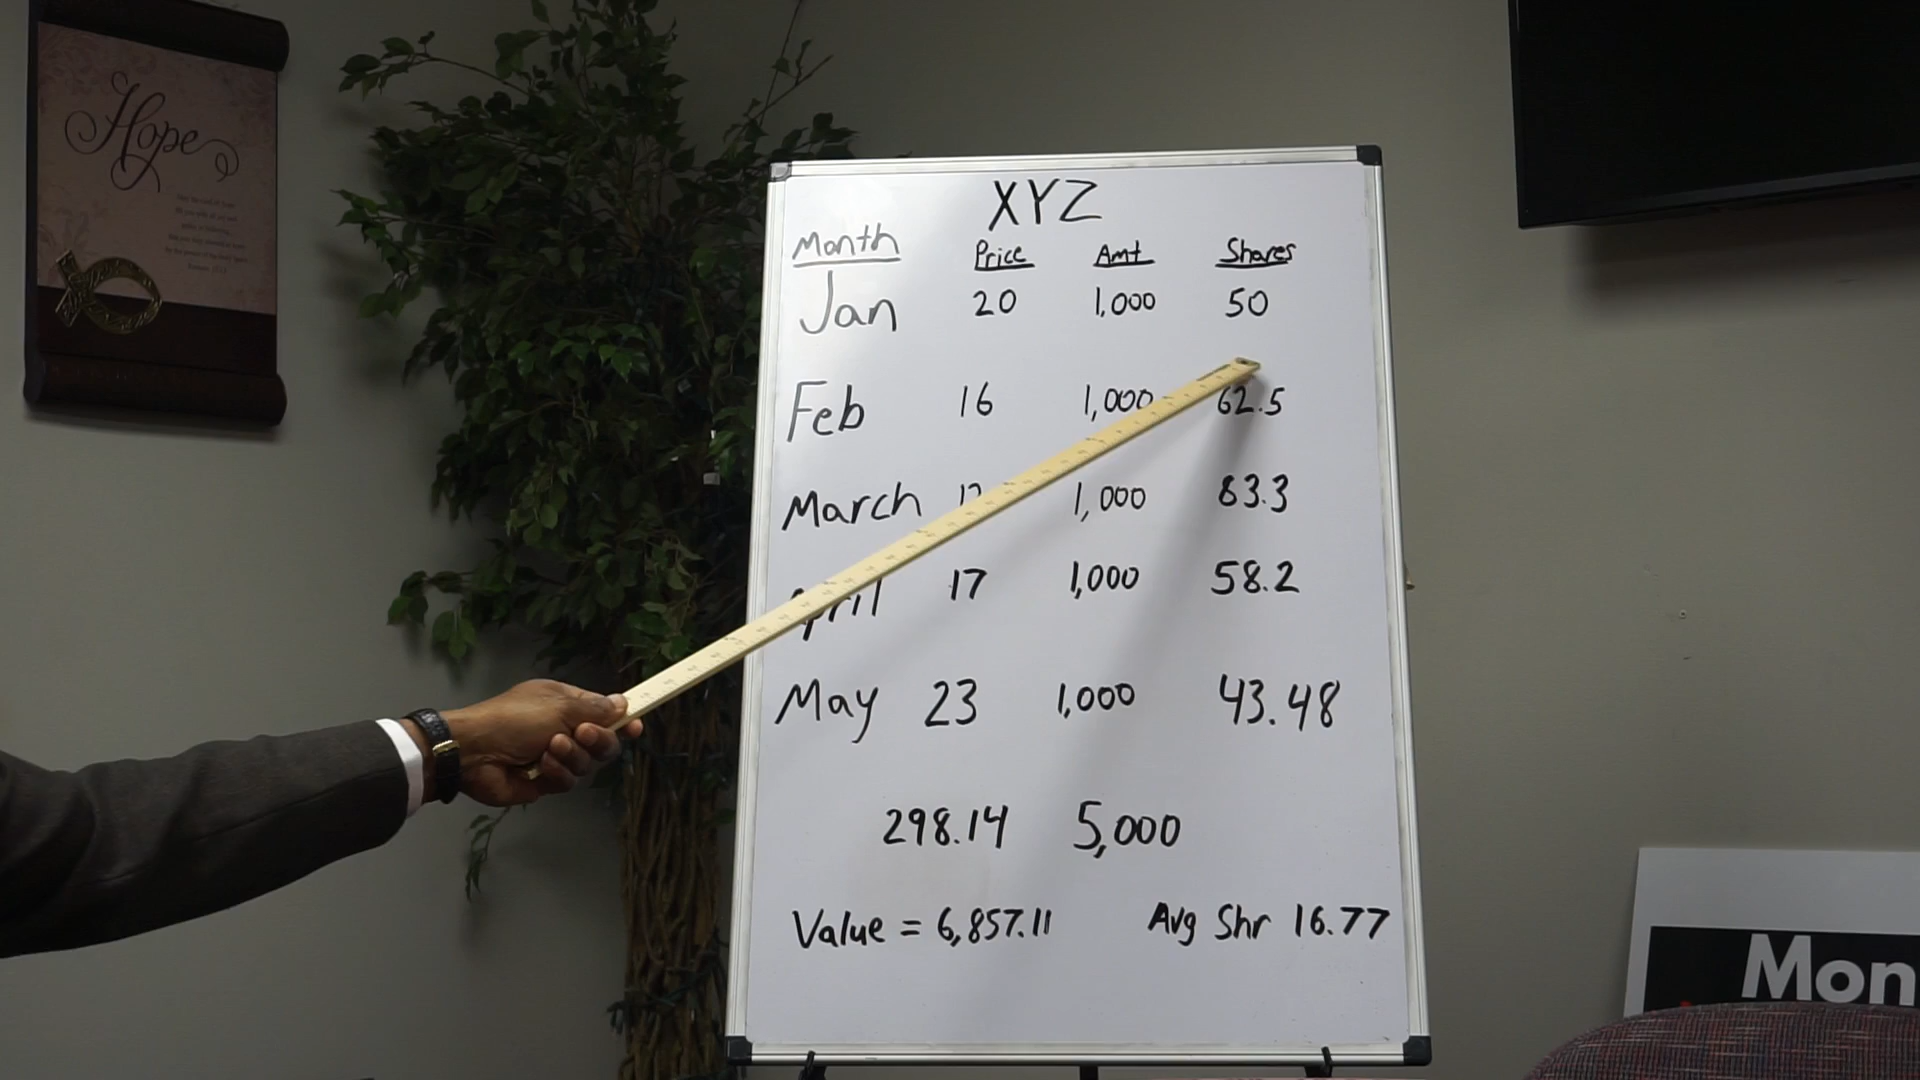 Hope
XYZ
Month Price Amt Shares
Jan 20 1,000 50
Feb 16 1,000 62.5
March 1,000 83.3
April 17 1,000 58.2
May 23 1,000 43.48
298.14 5,000
Value = 6,857.11 Avg Shr 16.77
Mon